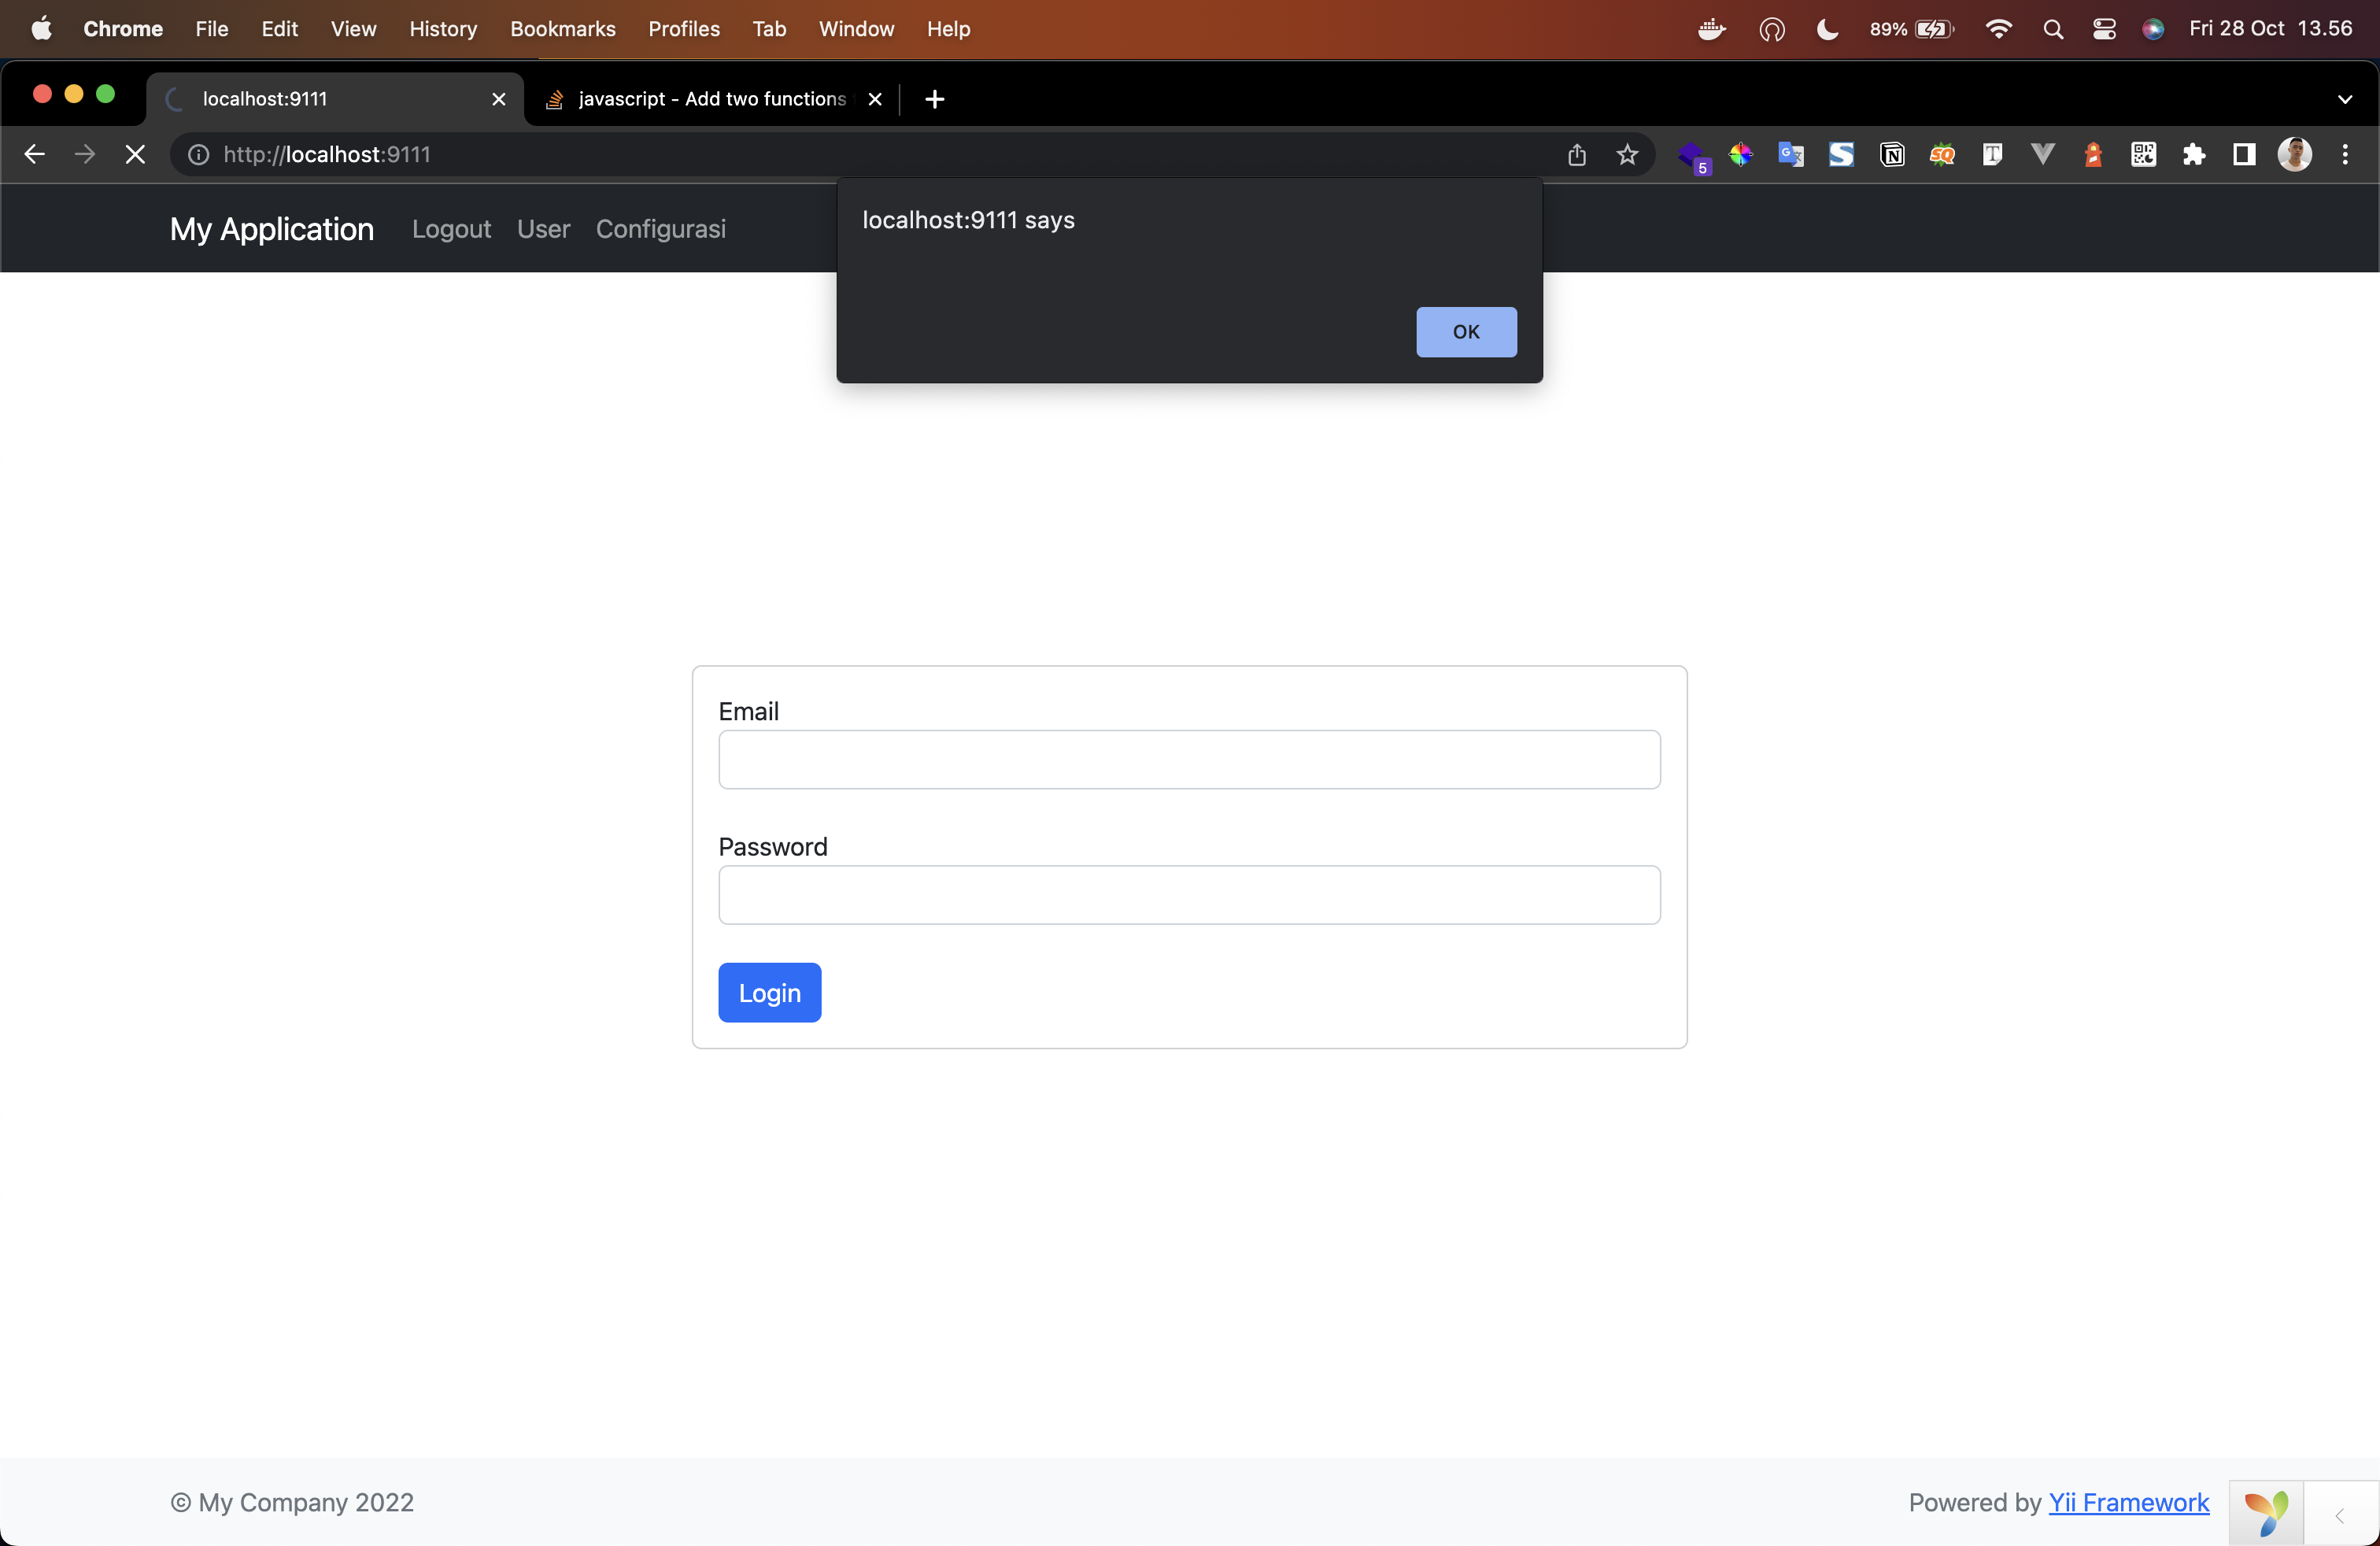 Chrome File Edit View History Bookmarks Profiles Tab Window Help 89% Fri 28 Oct 13.56
localhost:9111 javascript - Add two functions
http://localhost:9111 5
My Application Logout User Configurasi
localhost:9111 says
OK
Email
Password
Login
© My Company 2022 Powered by Yii Framework